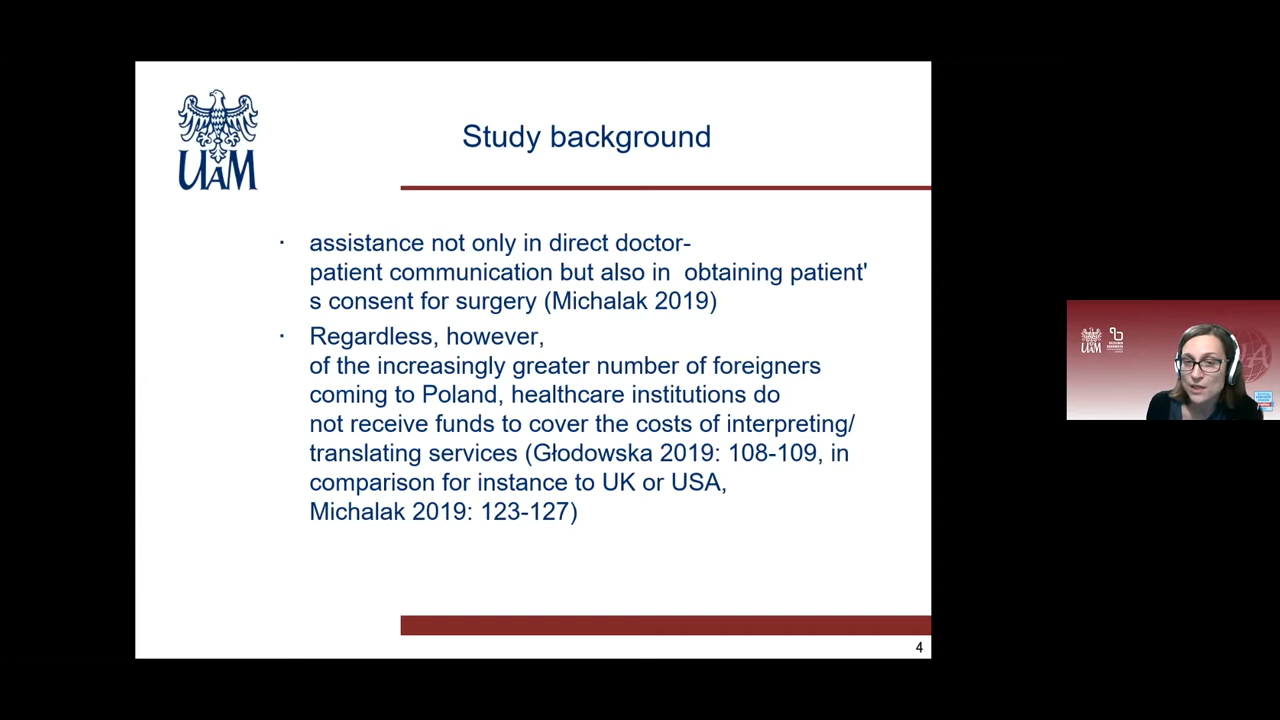 UAM
Study background
· assistance not only in direct doctor-
patient communication but also in  obtaining patient'
s consent for surgery (Michalak 2019)
· Regardless, however,
of the increasingly greater number of foreigners
coming to Poland, healthcare institutions do
not receive funds to cover the costs of interpreting/
translating services (Głodowska 2019: 108-109, in
comparison for instance to UK or USA,
Michalak 2019: 123-127)
4
UAM